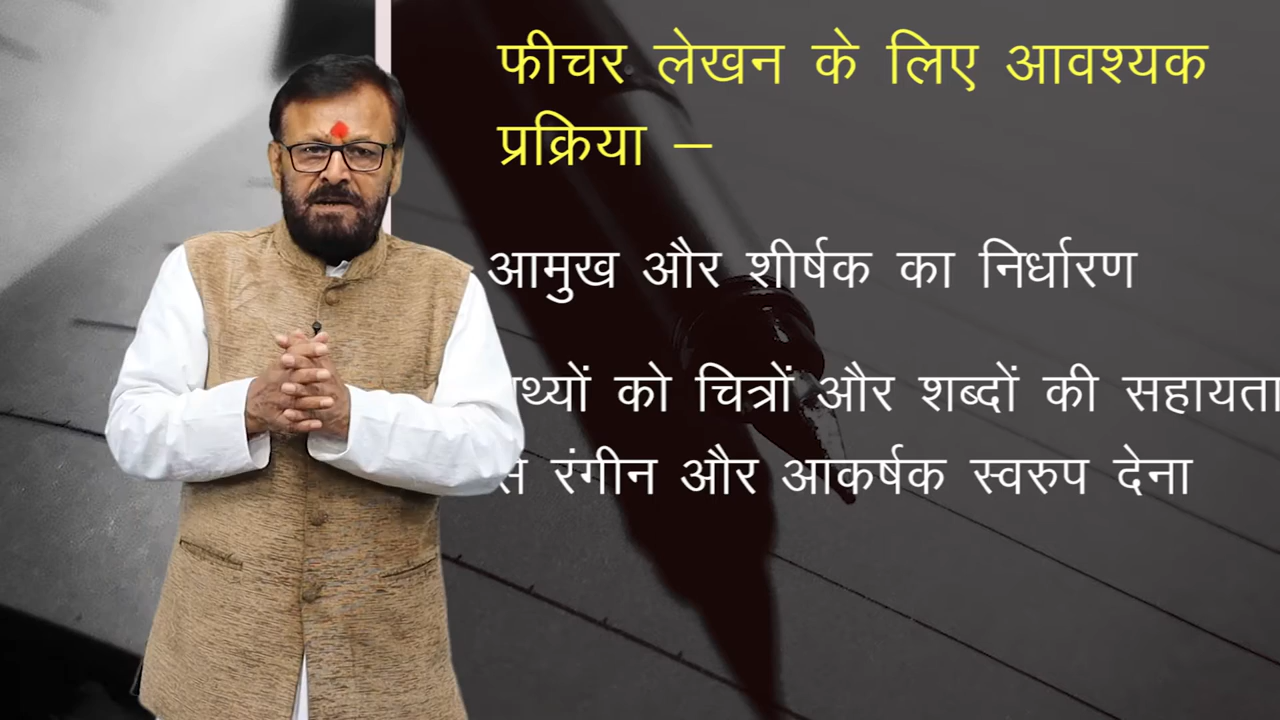 फीचर लेखन के लिए आवश्यक
प्रक्रिया –
आमुख और शीर्षक का निर्धारण
को चित्रों और शब्दों की सहायता
रंगीन और आकर्षक स्वरुप देना